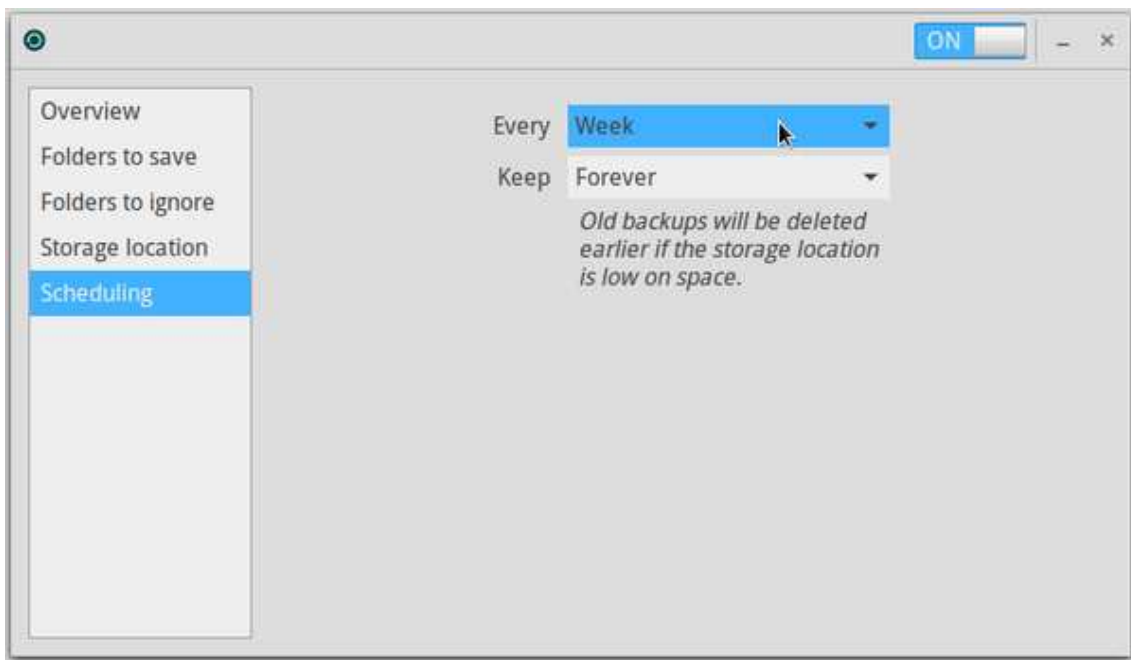 ON
Overview
Folders to save
Folders to ignore
Storage location
Scheduling
Every Week
Keep Forever
Old backups will be deleted
earlier if the storage location
is low on space.